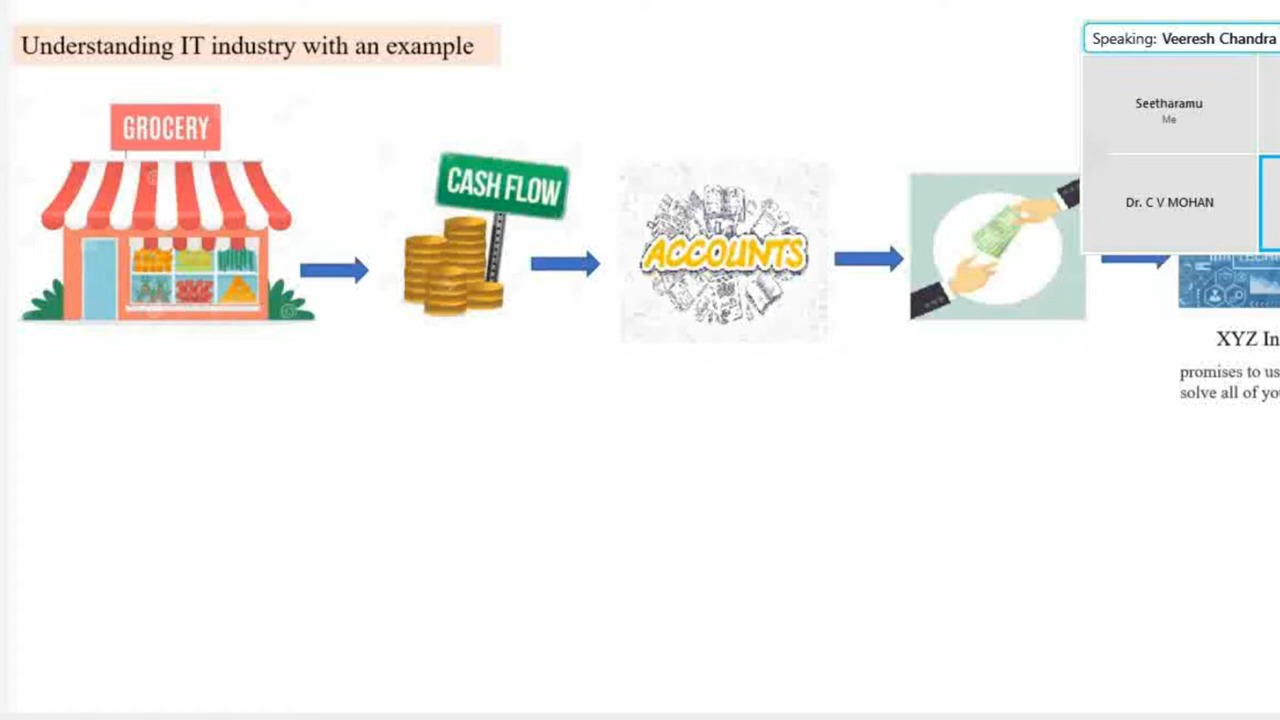 Understanding IT industry with an example
Speaking: Veeresh Chandra
Seetharamu
Me
Dr. C V MOHAN
GROCERY
CASH FLOW
ACCOUNTS
XYZ In
promises to us
solve all of yo